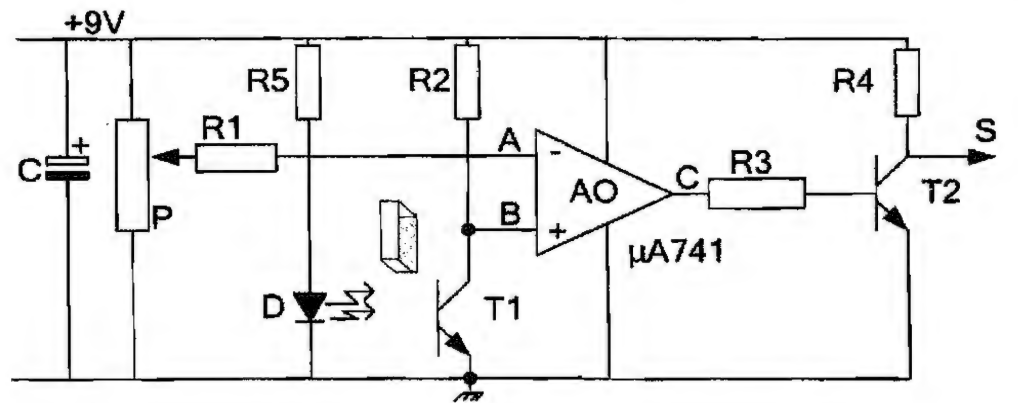 +9V
R5
R2
R4
R1
A
-
S
+
C
AO
C
R3
T2
P
B
+
µA741
D
T1